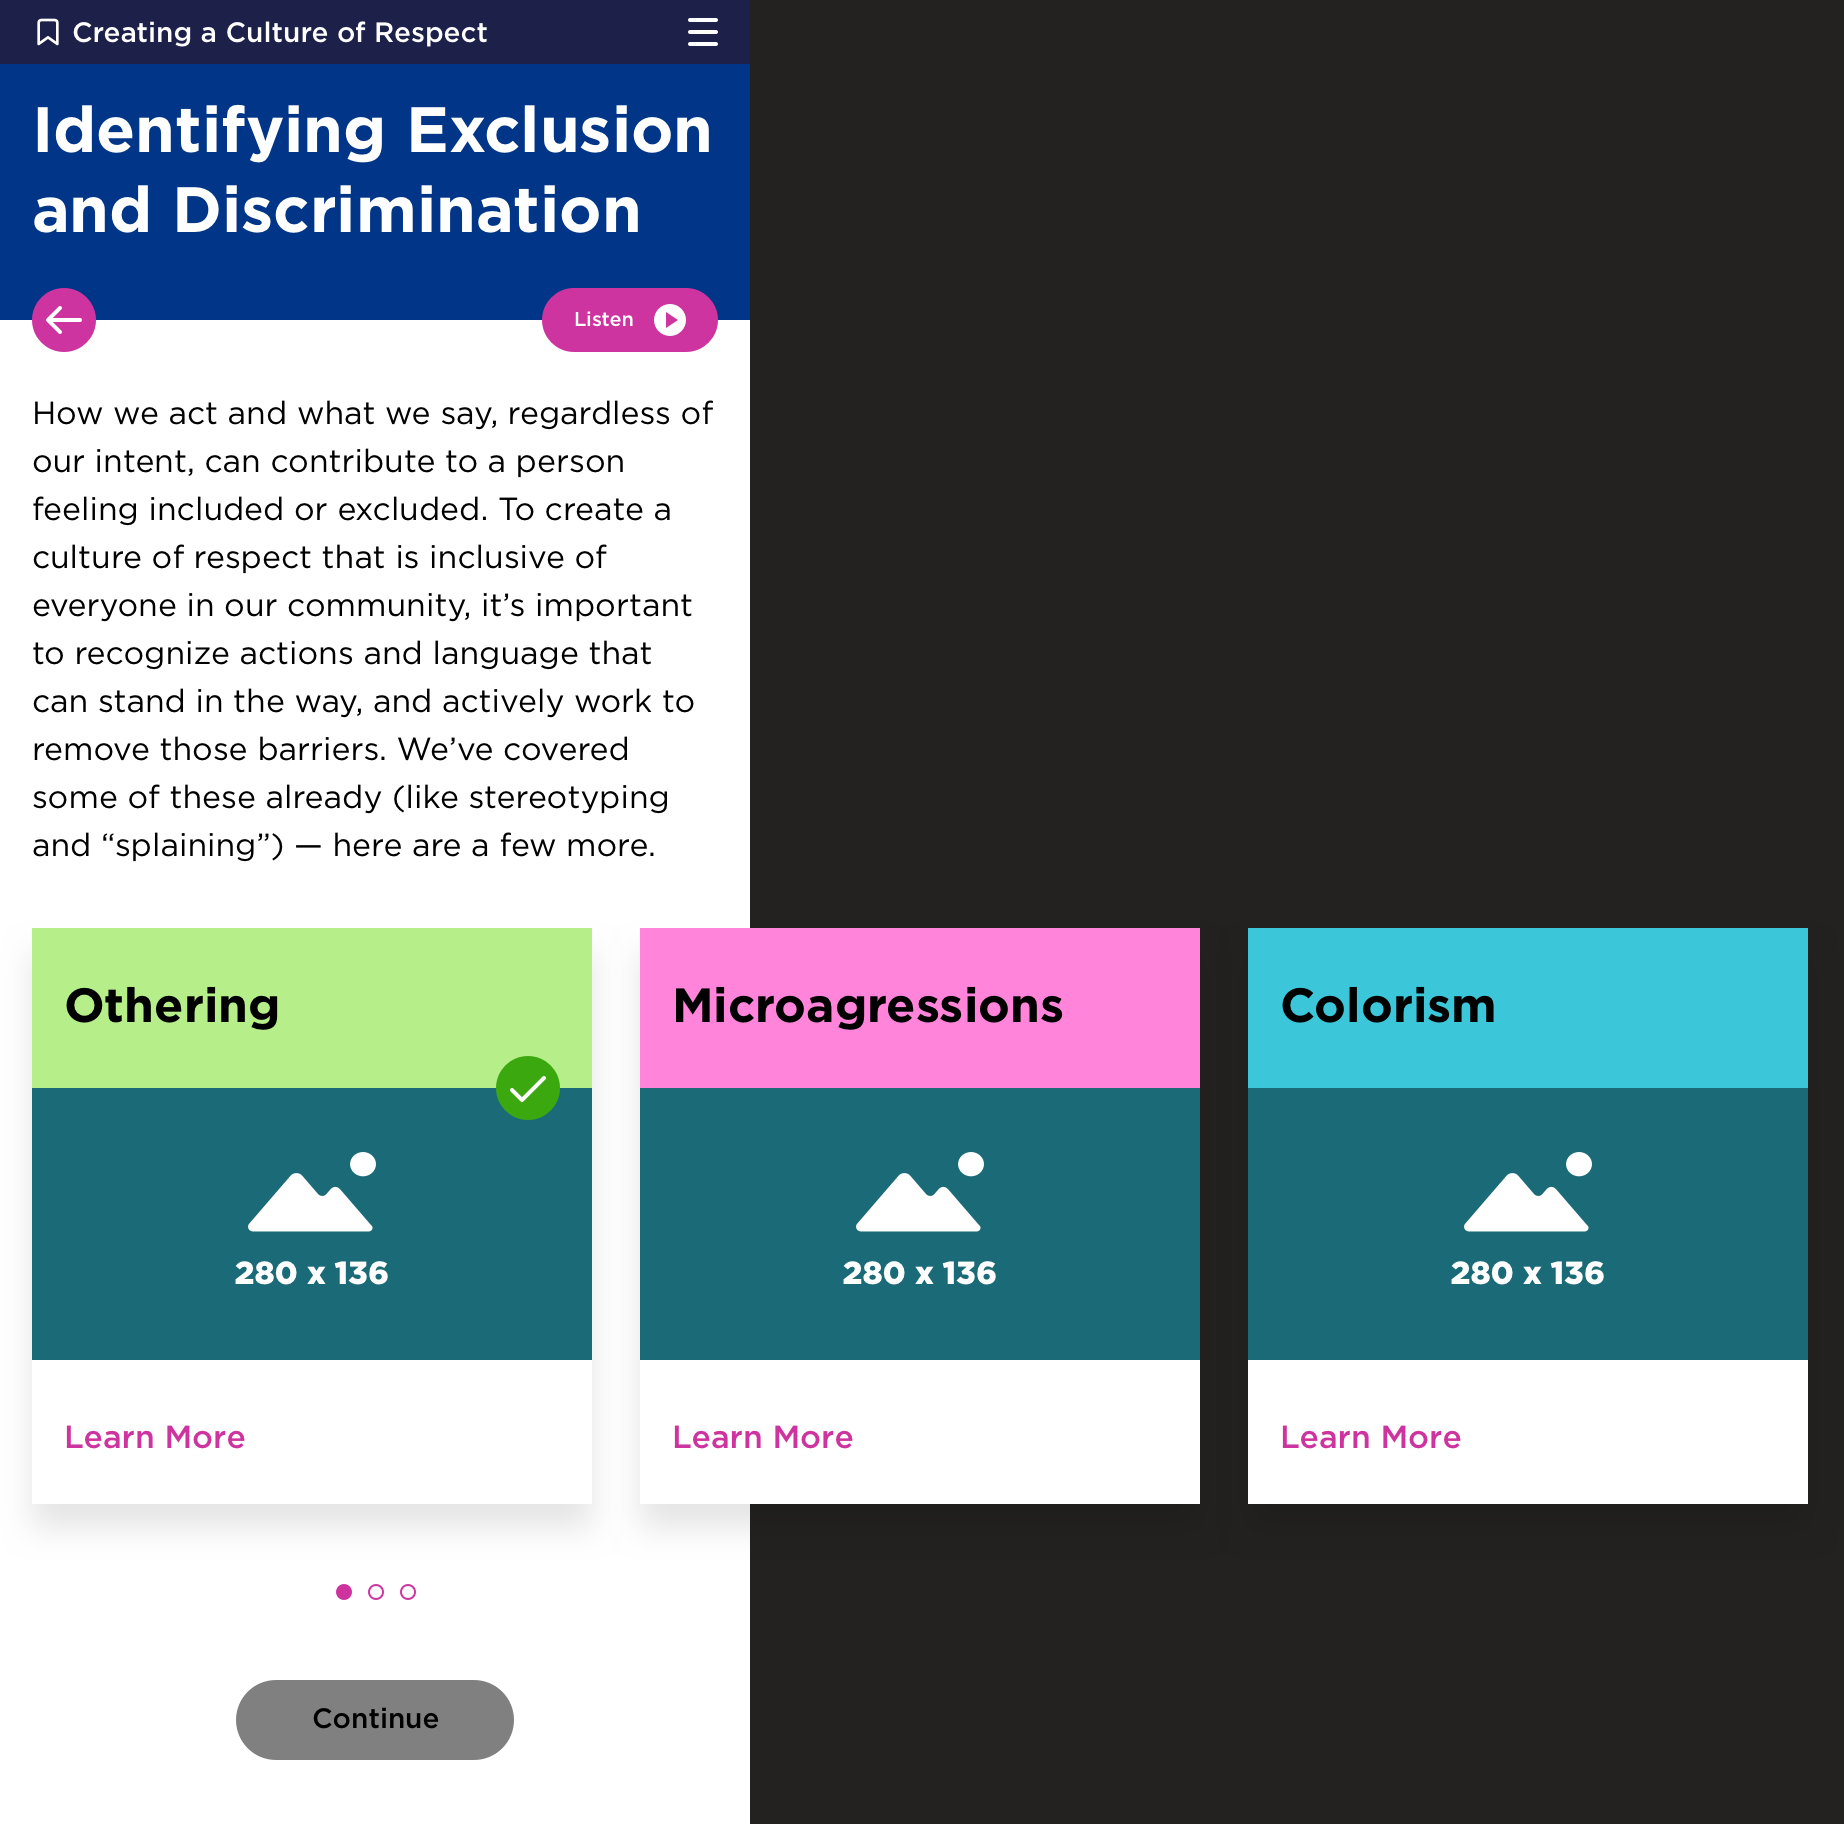 Creating a Culture of Respect
Identifying Exclusion
and Discrimination
Listen
How we act and what we say, regardless of
our intent, can contribute to a person
feeling included or excluded. To create a
culture of respect that is inclusive of
everyone in our community, it’s important
to recognize actions and language that
can stand in the way, and actively work to
remove those barriers. We’ve covered
some of these already (like stereotyping
and “splaining”) — here are a few more.
Othering
280 x 136
Learn More
Microagressions
280 x 136
Learn More
Colorism
280 x 136
Learn More
Continue